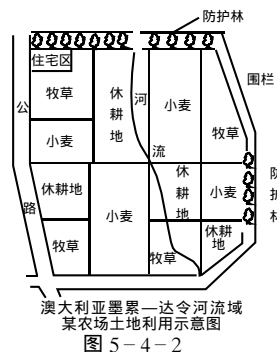 防护林
住宅区
围栏
公
路
牧草
休
耕
地
河
流
小麦
牧草
小麦
休耕地
小麦
休
耕
地
小麦
防
护
林
牧草
牧草
休耕
地
澳大利亚墨累—达令河流域
某农场土地利用示意图
图 5-4-2